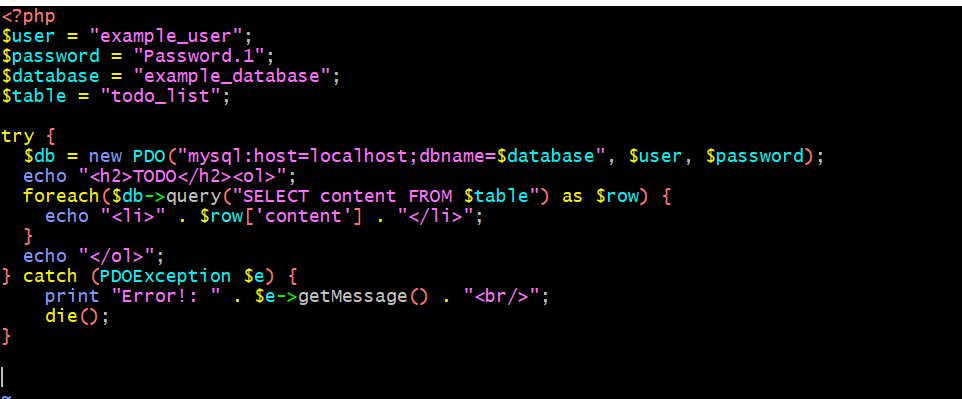 <?php
$user = "example_user";
$password = "Password.1";
$database = "example_database";
$table = "todo_list";

try {
  $db = new PDO("mysql:host=localhost;dbname=$database", $user, $password);
  echo "<h2>TODO</h2><ol>";
  foreach($db->query("SELECT content FROM $table") as $row) {
    echo "<li>" . $row['content'] . "</li>";
  }
  echo "</ol>";
} catch (PDOException $e) {
    print "Error!: " . $e->getMessage() . "<br/>";
    die();
}

~